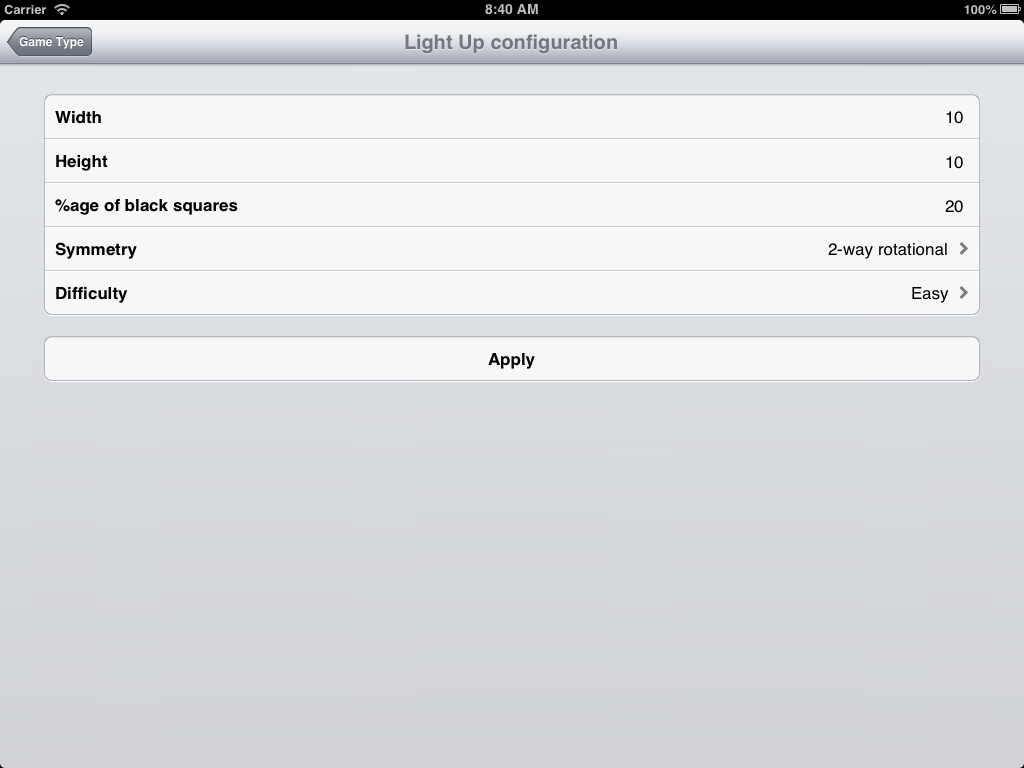 Carrier 8:40 AM 100%
Game Type Light Up configuration
Width 10
Height 10
%age of black squares 20
Symmetry 2-way rotational
Difficulty Easy
Apply